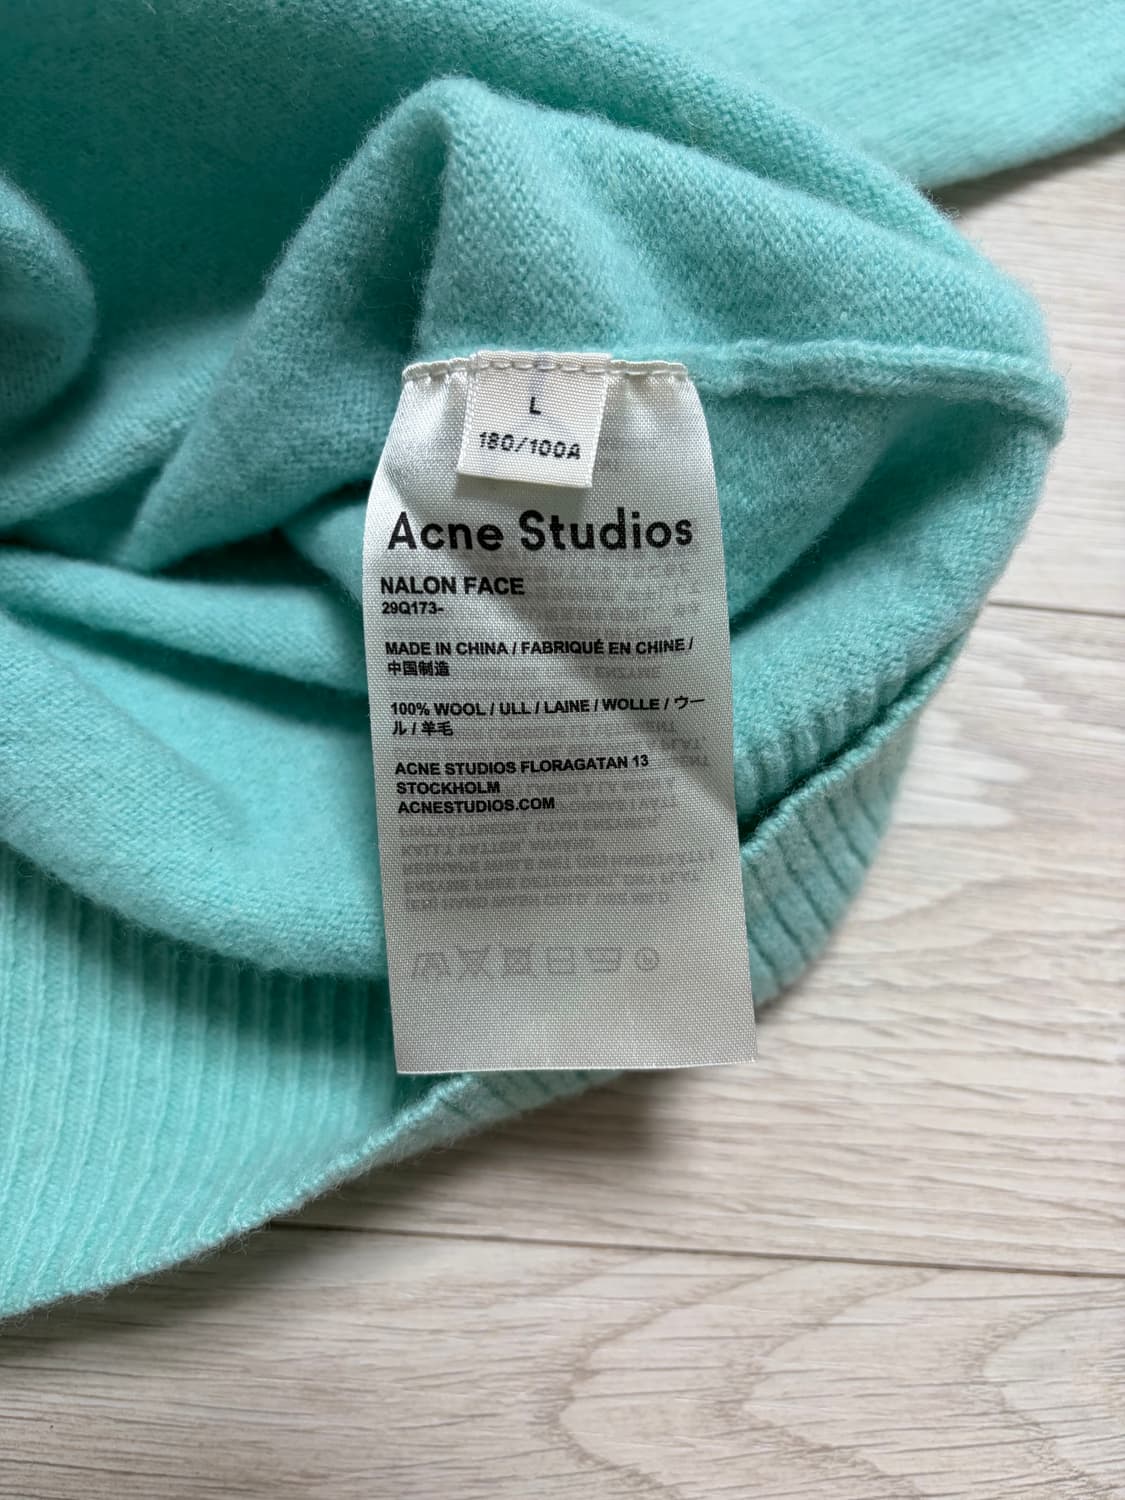 L
180/100A
Acne Studios
NALON FACE
29Q173-
MADE IN CHINA / FABRIQUÉ EN CHINE /
中国制造
100% WOOL / ULL / LAINE / WOLLE / ウー
ル / 羊毛
ACNE STUDIOS FLORAGATAN 13
STOCKHOLM
ACNESTUDIOS.COM